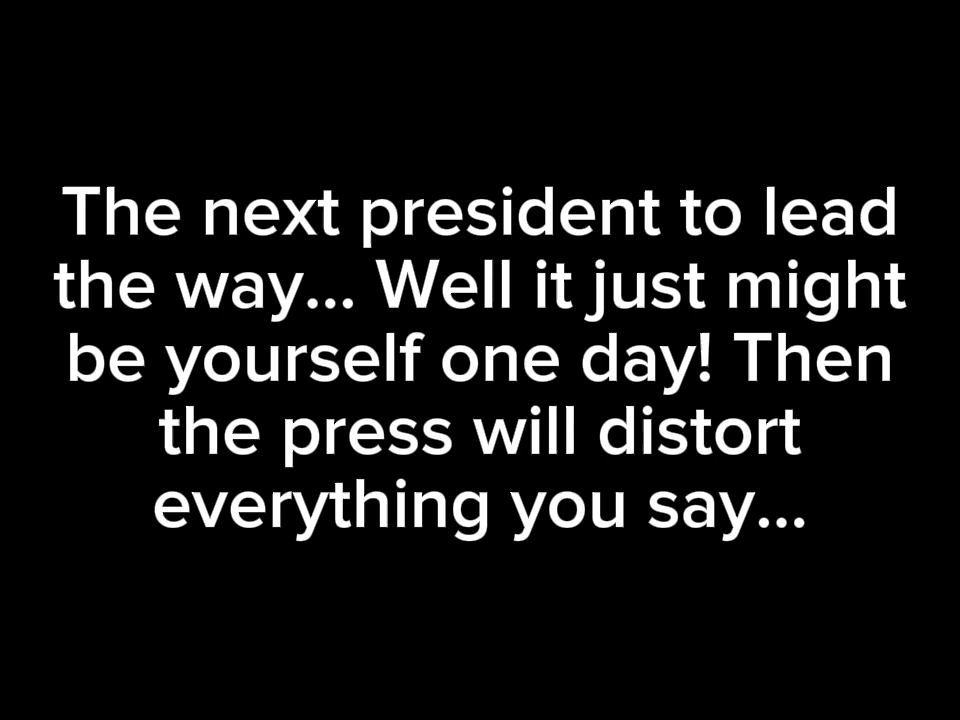 The next president to lead
the way... Well it just might
be yourself one day! Then
the press will distort
everything you say...